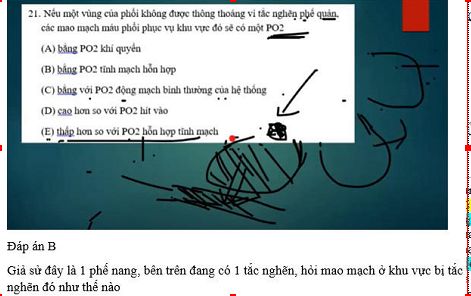 21. Nếu một vùng của phổi không được thông thoáng vì tắc nghẽn phế quản,
các mao mạch máu phổi phục vụ khu vực đó sẽ có một PO2
(A) bằng PO2 khí quyển
(B) bằng PO2 tĩnh mạch hỗn hợp
(C) bằng với PO2 động mạch bình thường của hệ thống
(D) cao hơn so với PO2 hít vào
(E) thấp hơn so với PO2 hỗn hợp tĩnh mạch
Đáp án B
Giả sử đây là 1 phế nang, bên trên đang có 1 tắc nghẽn, hỏi mao mạch ở khu vực bị tắc
nghẽn đó như thế nào